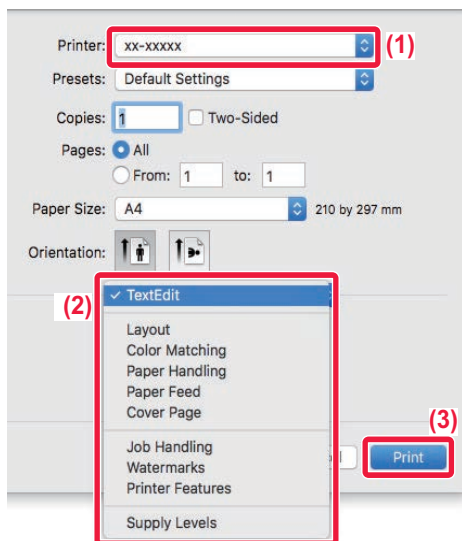 Printer: xx-xxxxx (1)
Presets: Default Settings
Copies: 1 Two-Sided
Pages: All
From: 1 to: 1
Paper Size: A4 210 by 297 mm
Orientation:
(2) ✓ TextEdit
Layout
Color Matching
Paper Handling
Paper Feed
Cover Page
(3)
Job Handling
Print
Watermarks
Printer Features
Supply Levels